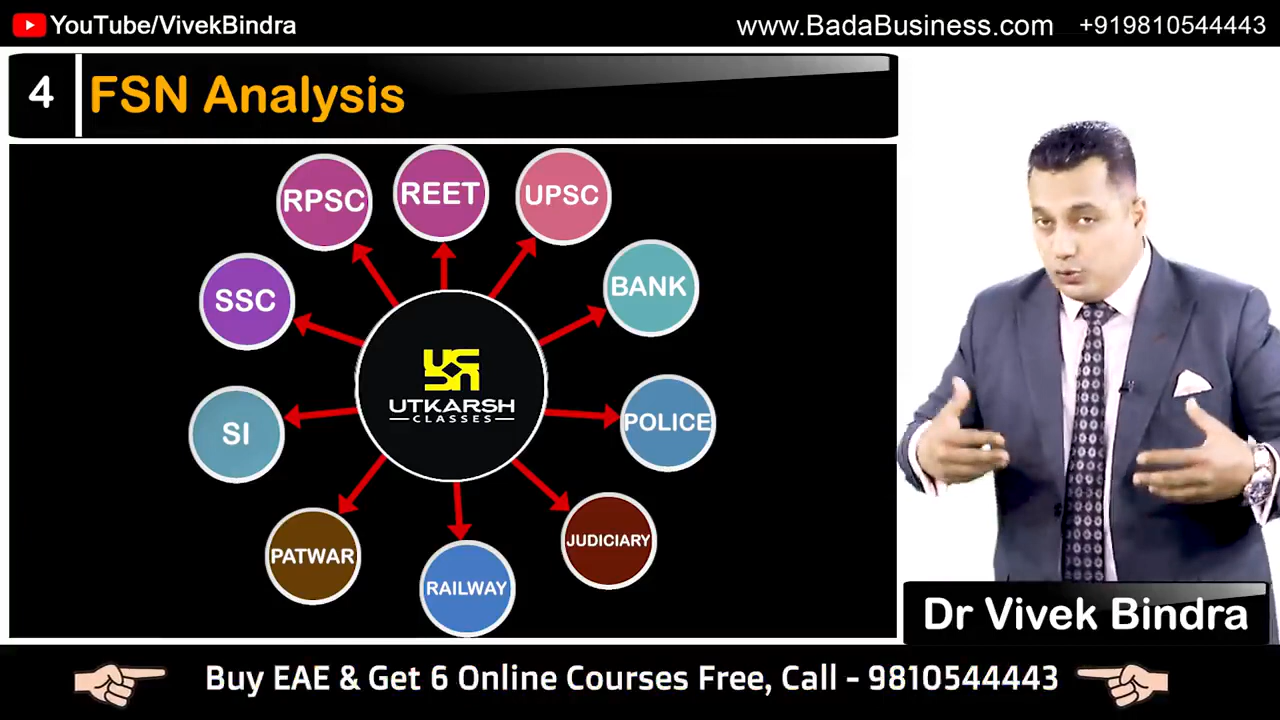 YouTube/VivekBindra
www.BadaBusiness.com +919810544443
4 FSN Analysis
RPSC
REET
UPSC
SSC
BANK
SI
UTKARSH
CLASSES
POLICE
PATWAR
RAILWAY
JUDICIARY
Dr Vivek Bindra
Buy EAE & Get 6 Online Courses Free, Call - 9810544443